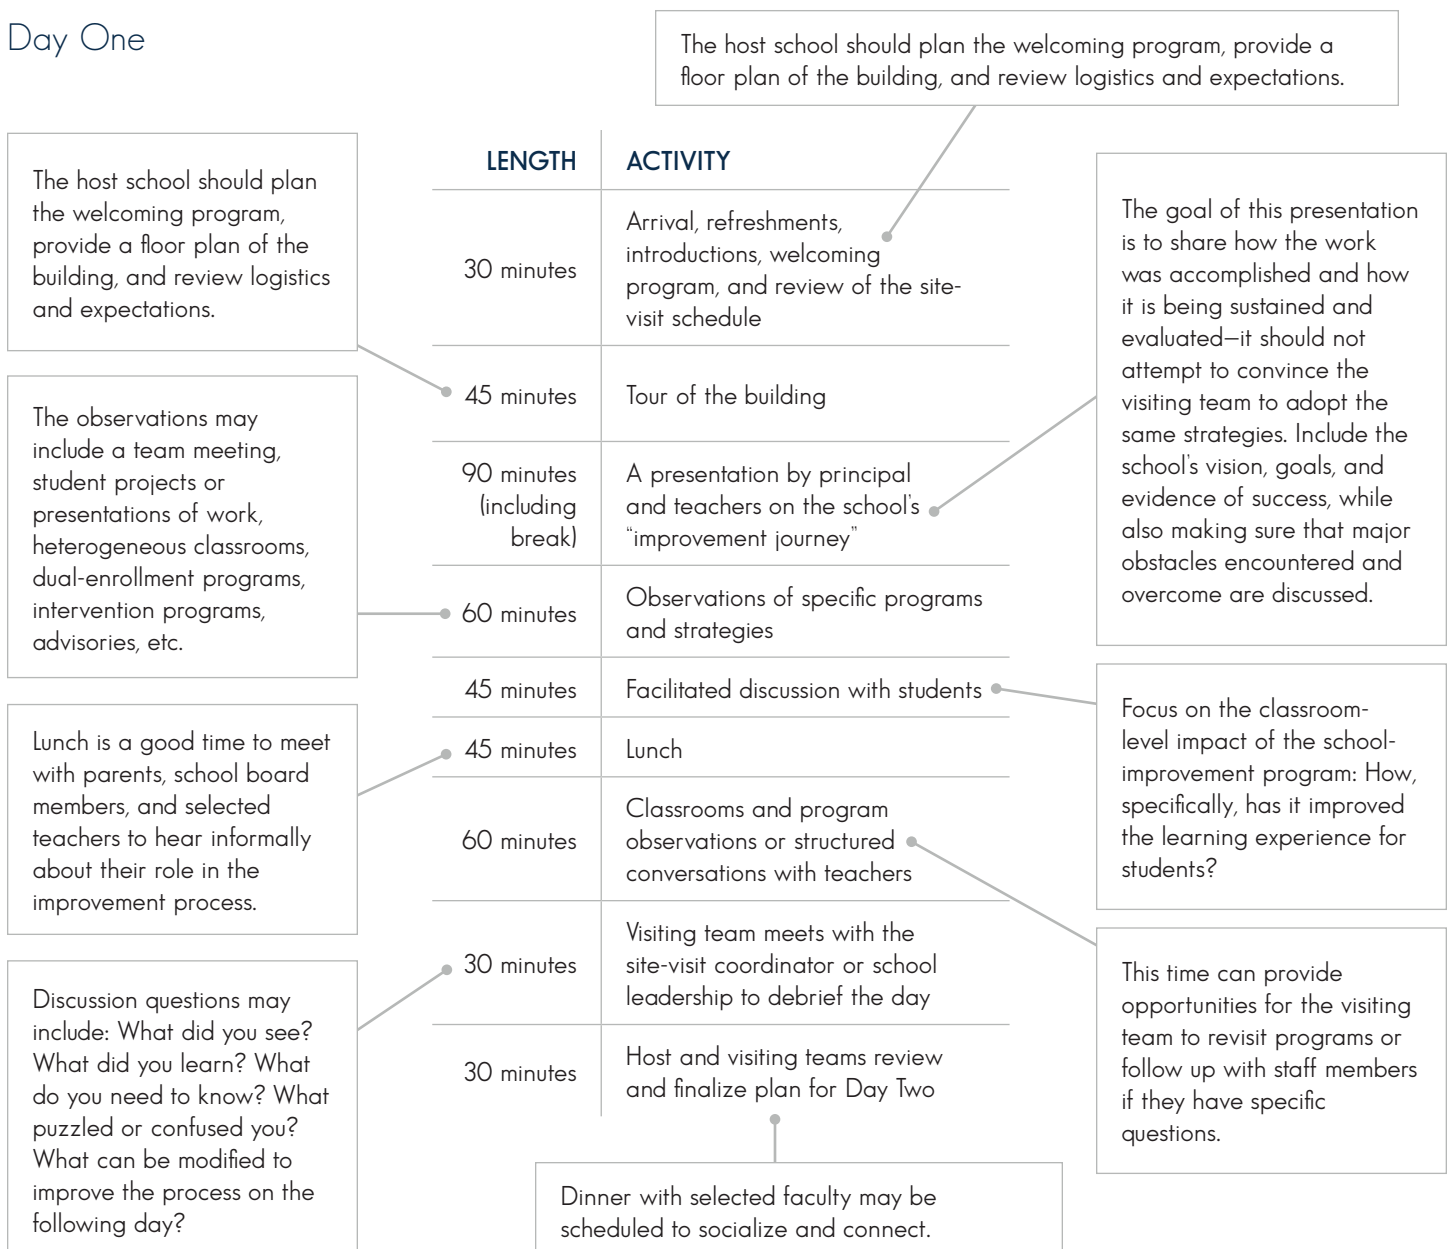 Day One
The host school should plan the welcoming program, provide a
floor plan of the building, and review logistics and expectations.
The host school should plan
the welcoming program,
provide a floor plan of the
building, and review logistics
and expectations.
The observations may
include a team meeting,
student projects or
presentations of work,
heterogeneous classrooms,
dual-enrollment programs,
intervention programs,
advisories, etc.
Lunch is a good time to meet
with parents, school board
members, and selected
teachers to hear informally
about their role in the
improvement process.
Discussion questions may
include: What did you see?
What did you learn? What
do you need to know? What
puzzled or confused you?
What can be modified to
improve the process on the
following day?
LENGTH ACTIVITY
30 minutes
Arrival, refreshments,
introductions, welcoming
program, and review of the site-
visit schedule
45 minutes
Tour of the building
90 minutes
(including
break)
A presentation by principal
and teachers on the school's
“improvement journey”
60 minutes
Observations of specific programs
and strategies
45 minutes
Facilitated discussion with students
45 minutes
Lunch
60 minutes
Classrooms and program
observations or structured
conversations with teachers
30 minutes
Visiting team meets with the
site-visit coordinator or school
leadership to debrief the day
30 minutes
Host and visiting teams review
and finalize plan for Day Two
The goal of this presentation
is to share how the work
was accomplished and how
it is being sustained and
evaluated—it should not
attempt to convince the
visiting team to adopt the
same strategies. Include the
school's vision, goals, and
evidence of success, while
also making sure that major
obstacles encountered and
overcome are discussed.
Focus on the classroom-
level impact of the school-
improvement program: How,
specifically, has it improved
the learning experience for
students?
This time can provide
opportunities for the visiting
team to revisit programs or
follow up with staff members
if they have specific
questions.
Dinner with selected faculty may be
scheduled to socialize and connect.